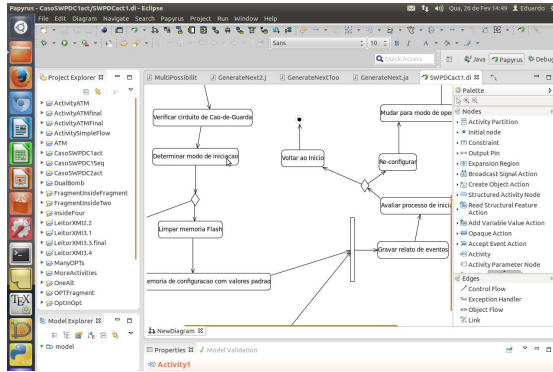 Papyrus - CasoSWPDC1act/SWPDCact1.di - Eclipse
Qua, 26 de Fev 14:49
Eduardo
File Edit Diagram Navigate Search Papyrus Project Run Window Help
Sans
10
Quick Access
Java
Papyrus
Debug
Project Explorer
ActivityATM
ActivityATMfinal
ActivityATMFinal
ActivitySimpleFlow
ATM
CasoSWPDC1act
CasoSWPDC1Seq
CasoSWPDC2act
DualBomb
FragmentInsideFragment
FragmentInsideTwo
InsideFour
LeitorXMI2.2
LeitorXMI3.1
LeitorXMI3.3.final
LeitorXMI3.4
ManyOPTs
MoreActivities
OneAlt
OPTFragment
OptInOpt
Model Explorer
model
MultiPossibilit
GenerateNext2.j
GenerateNextToo
GenerateNext.ja
SWPDCact1.di
Verificar cirduito de Cao-de-Guarda
Determinar modo de iniciacao
Limpar memoria Flash
emoria de configuracao com valores padrao
Voltar ao Inicio
Mudar para modo de oper
Re-configurar
Avaliar processo de inicia
Gravar relato de eventos
NewDiagram
Palette
Nodes
Activity Partition
Initial node
Constraint
Output Pin
Expansion Region
Broadcast Signal Action
Create Object Action
Structured Activity Node
Read Structural Feature
Action
Add Variable Value Action
Opaque Action
Accept Event Action
Activity
Activity Parameter Node
Edges
Control Flow
Exception Handler
Object Flow
Link
Properties
Model Validation
Activity1